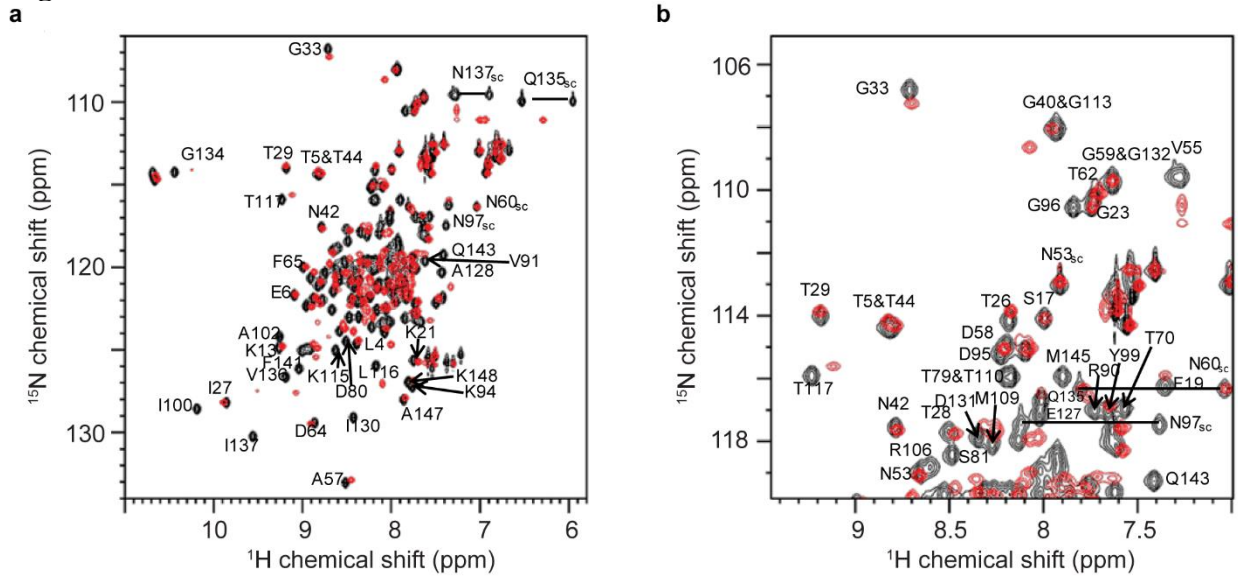 a
b
G33
N137sc
Q135sc
110
G134
T29
T5&T44
T117
N42
N60sc
N97sc
120
F65
Q143
V91
A128
E6
A102
K13
F141
V136
K115
D80
L4
L116
K21
K148
K94
I27
I100
A147
I130
D64
I137
130
A57
10
9
8
7
6
¹H chemical shift (ppm)
¹⁵N chemical shift (ppm)
106
G33
G40&G113
G59&G132
V55
T62
110
G96
G23
N53sc
T29
T5&T44
T26
S17
114
D58
D95
M145
T70
Y99
R90
N60sc
F19
T117
T79&T110
Q135
E127
D131
M109
N42
T28
N97sc
118
R106
S81
N53
Q143
9
8.5
8
7.5
¹H chemical shift (ppm)
¹⁵N chemical shift (ppm)